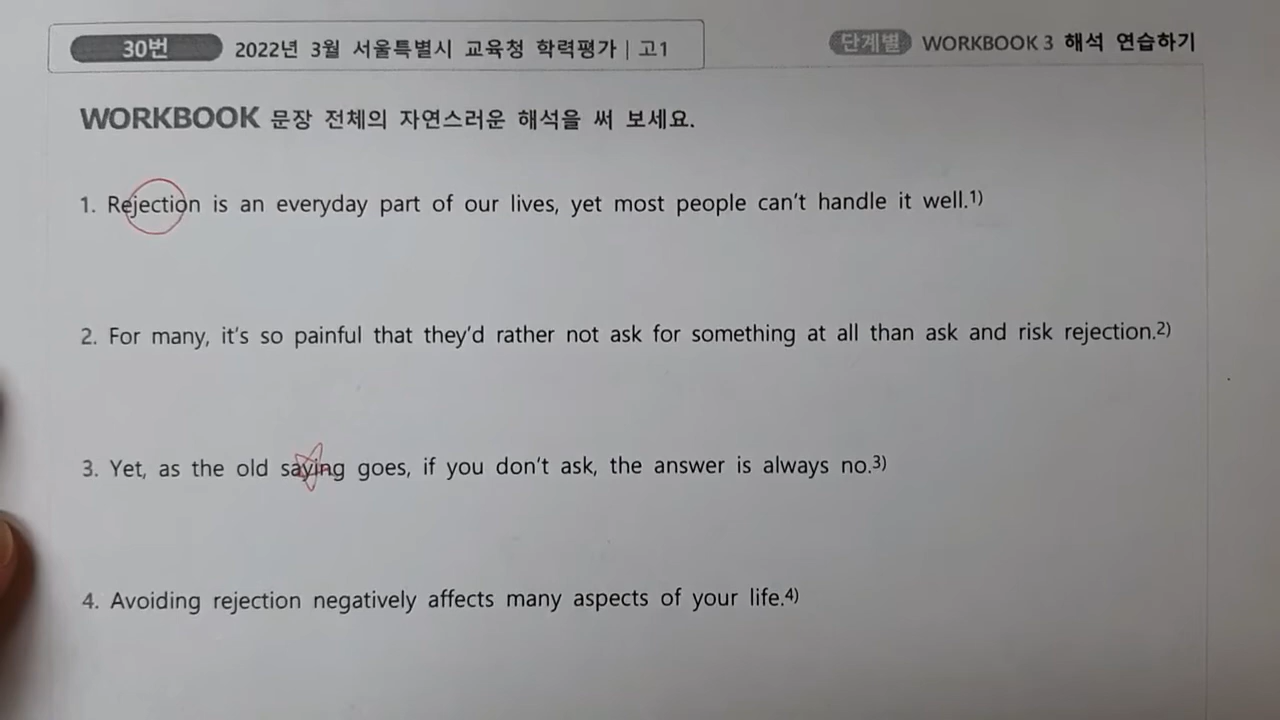 30번 2022년 3월 서울특별시 교육청 학력평가 | 고1
단계별 WORKBOOK 3 해석 연습하기
WORKBOOK 문장 전체의 자연스러운 해석을 써 보세요.
1. Rejection is an everyday part of our lives, yet most people can't handle it well.1)
2. For many, it's so painful that they'd rather not ask for something at all than ask and risk rejection.2)
3. Yet, as the old saying goes, if you don't ask, the answer is always no.3)
4. Avoiding rejection negatively affects many aspects of your life.4)